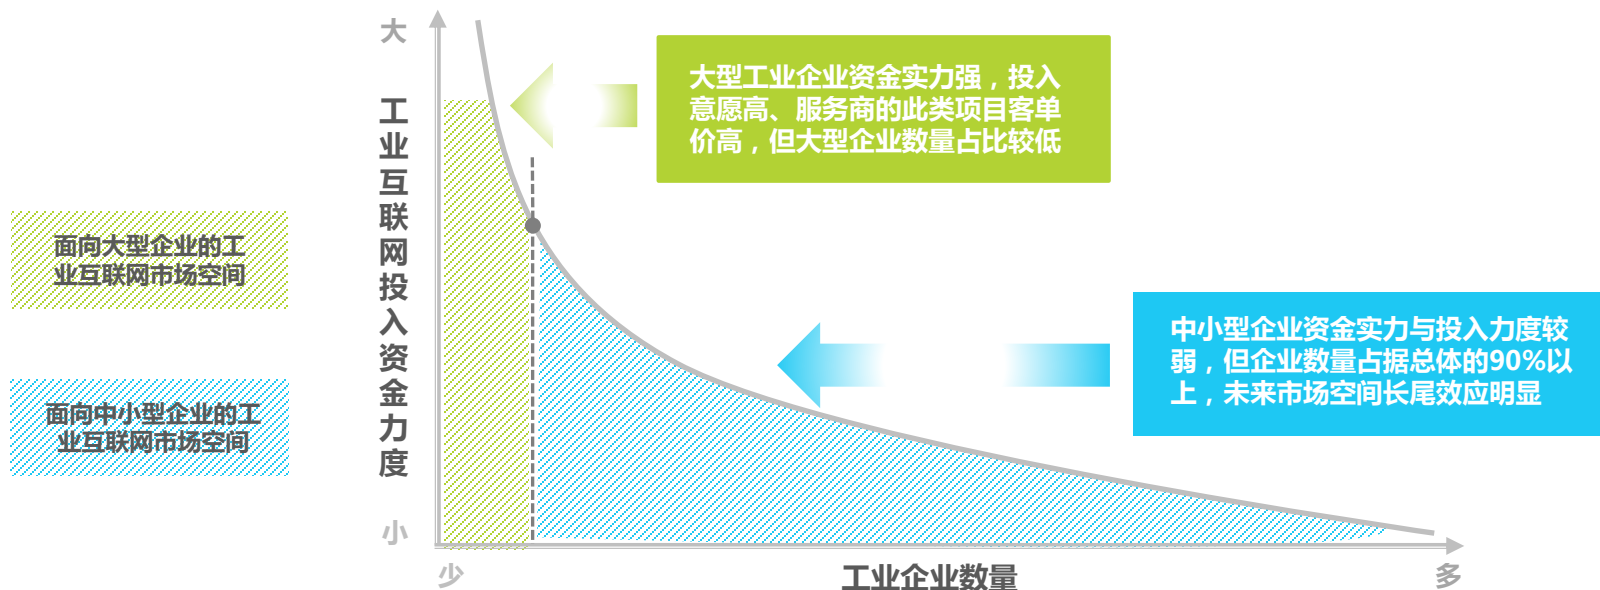 大
工业互联网投入资金力度
小
大型工业企业资金实力强，投入
意愿高、服务商的此类项目客单
价高，但大型企业数量占比较低
面向大型企业的工
业互联网市场空间
中小型企业资金实力与投入力度较
弱，但企业数量占据总体的90%以
上，未来市场空间长尾效应明显
面向中小型企业的工
业互联网市场空间
少
工业企业数量
多